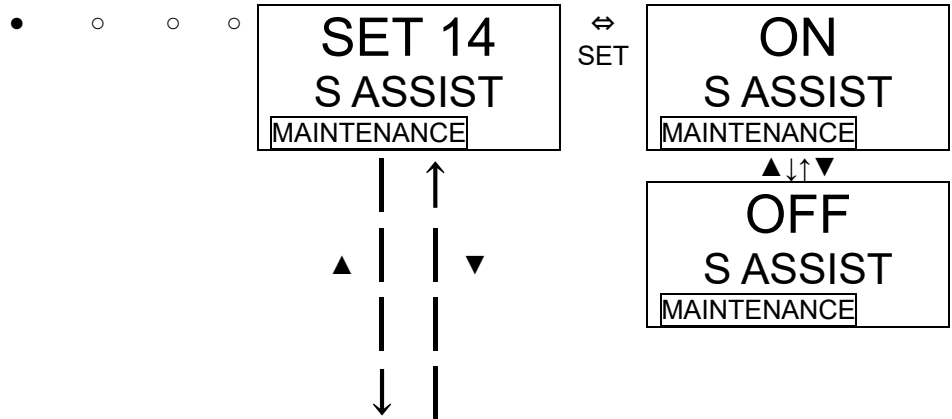 ● ○ ○ ○
SET 14
S ASSIST
MAINTENANCE
⇔
SET
ON
S ASSIST
MAINTENANCE
▲↓↑▼
OFF
S ASSIST
MAINTENANCE
▲ ▼